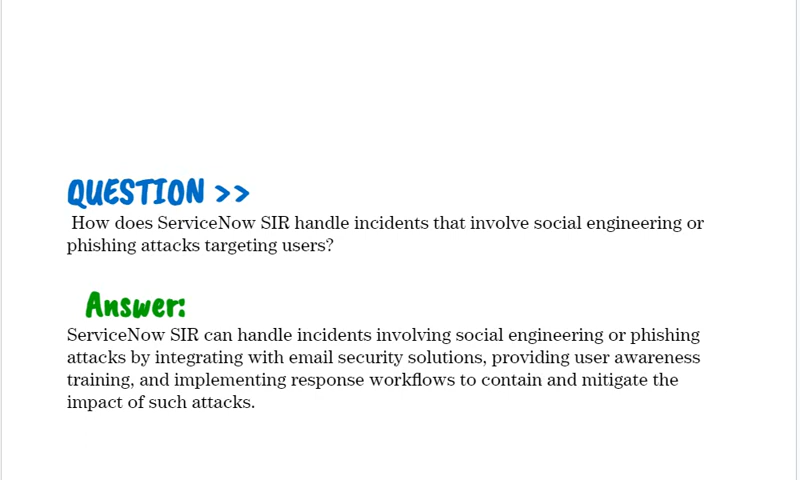 QUESTION >>
How does ServiceNow SIR handle incidents that involve social engineering or
phishing attacks targeting users?
Answer:
ServiceNow SIR can handle incidents involving social engineering or phishing
attacks by integrating with email security solutions, providing user awareness
training, and implementing response workflows to contain and mitigate the
impact of such attacks.